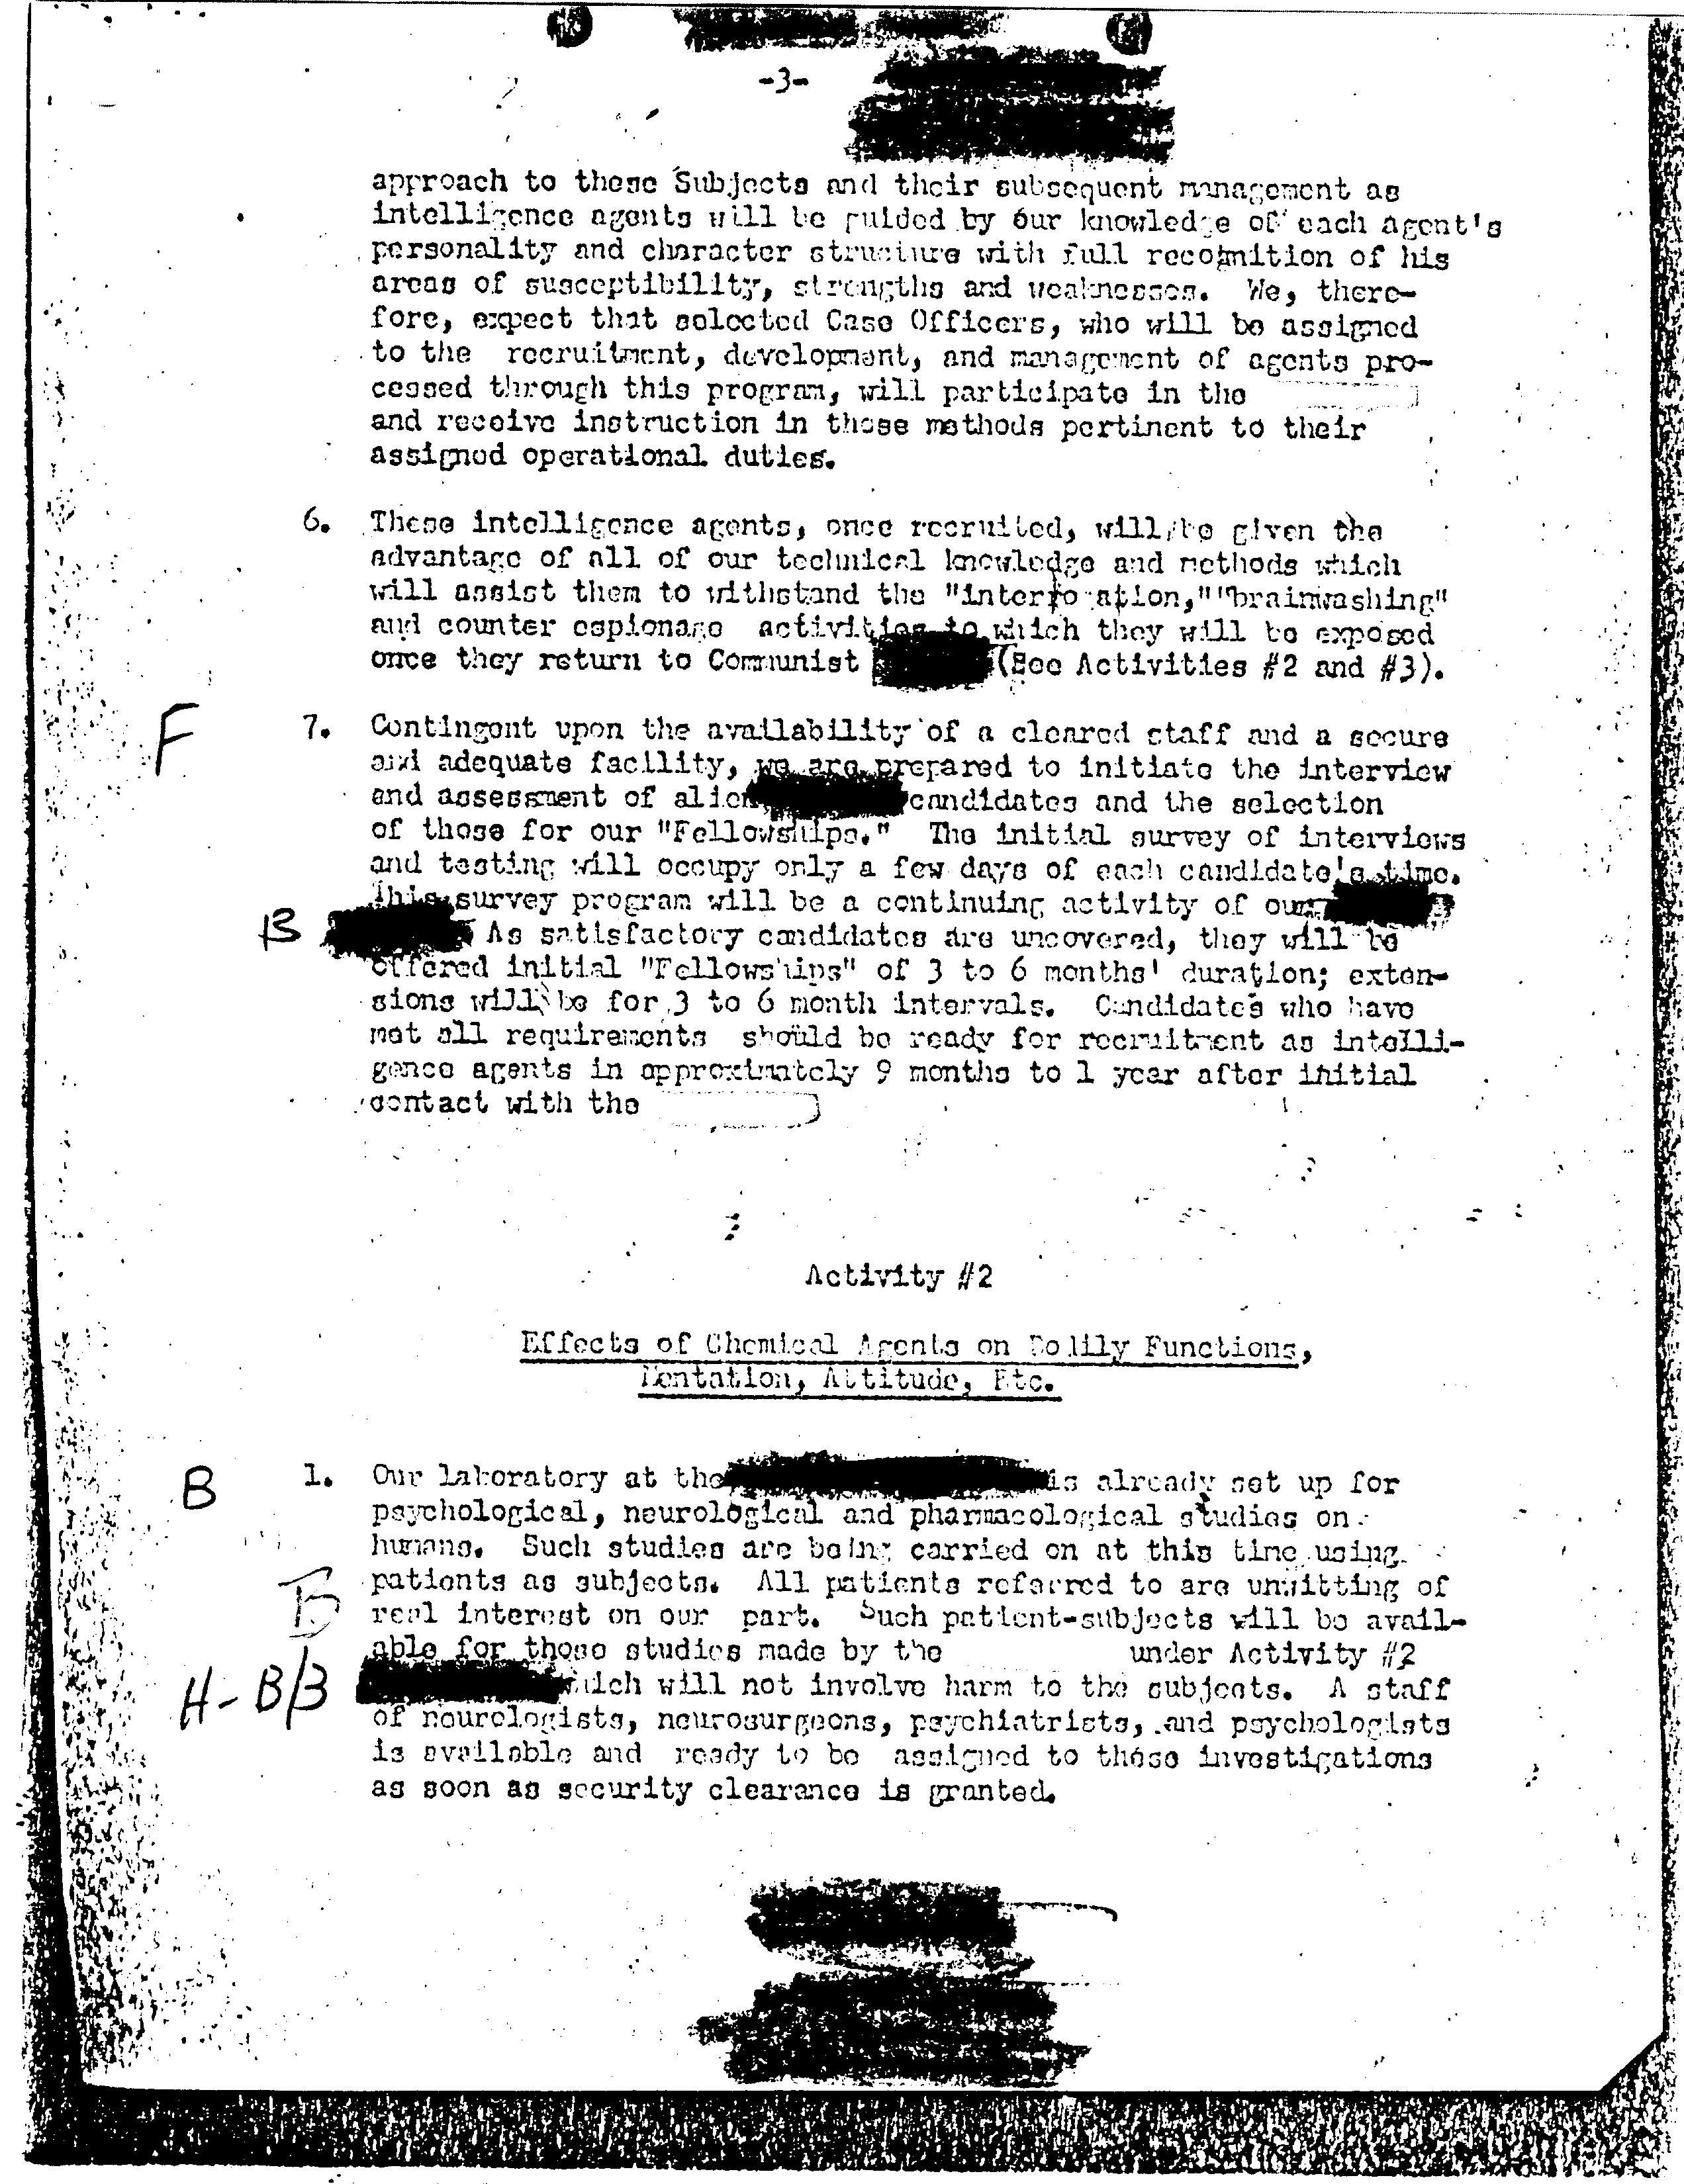 -3-
approach to these Subjects and their subsequent management as
intelligence agents will be guided by our knowledge of each agent's
personality and character structure with full recognition of his
areas of susceptibility, strengths and weaknesses. We, there-
fore, expect that selected Case Officers, who will be assigned
to the recruitment, development, and management of agents pro-
cessed through this program, will participate in the
and receive instruction in those methods pertinent to their
assigned operational duties.
6. These intelligence agents, once recruited, will be given the
advantage of all of our technical knowledge and methods which
will assist them to withstand the "interrogation," "brainwashing"
and counter espionage activities to which they will be exposed
once they return to Communist (See Activities #2 and #3).
F
7. Contingent upon the availability of a cleared staff and a secure
and adequate facility, we are prepared to initiate the interview
and assessment of alien candidates and the selection
of those for our "Fellowships." The initial survey of interviews
and testing will occupy only a few days of each candidate's time.
This survey program will be a continuing activity of our
B As satisfactory candidates are uncovered, they will be
offered initial "Fellowships" of 3 to 6 months' duration; exten-
sions will be for 3 to 6 month intervals. Candidates who have
met all requirements should be ready for recruitment as intelli-
gence agents in approximately 9 months to 1 year after initial
contact with the
Activity #2
Effects of Chemical Agents on Bodily Functions,
Mentation, Attitude, Etc.
B 1. Our laboratory at the is already set up for
psychological, neurological and pharmacological studies on
humans. Such studies are being carried on at this time using
patients as subjects. All patients referred to are unwitting of
B real interest on our part. Such patient-subjects will be avail-
able for those studies made by the under Activity #2
H-B/B which will not involve harm to the subjects. A staff
of neurologists, neurosurgeons, psychiatrists, and psychologists
is available and ready to be assigned to these investigations
as soon as security clearance is granted.